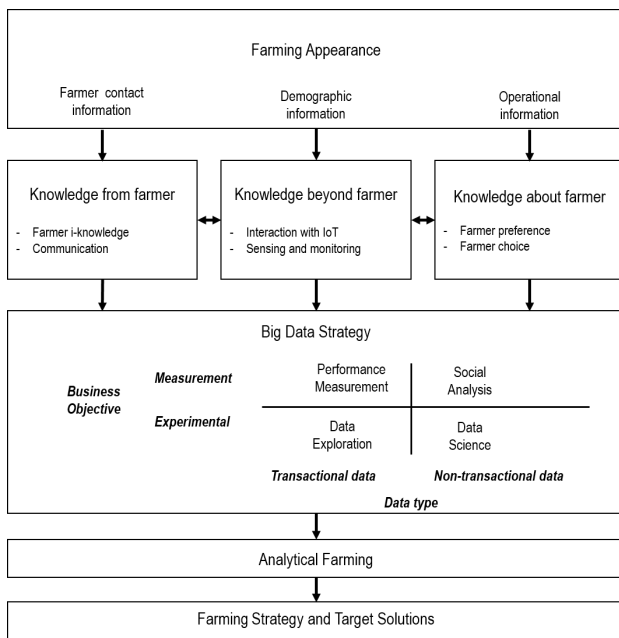 Farming Appearance
Farmer contact
information
Demographic
information
Operational
information
Knowledge from farmer
- Farmer i-knowledge
- Communication
Knowledge beyond farmer
- Interaction with IoT
- Sensing and monitoring
Knowledge about farmer
- Farmer preference
- Farmer choice
Big Data Strategy
Business
Objective
Measurement
Experimental
Performance
Measurement
Social
Analysis
Data
Exploration
Data
Science
Transactional data
Non-transactional data
Data type
Analytical Farming
Farming Strategy and Target Solutions